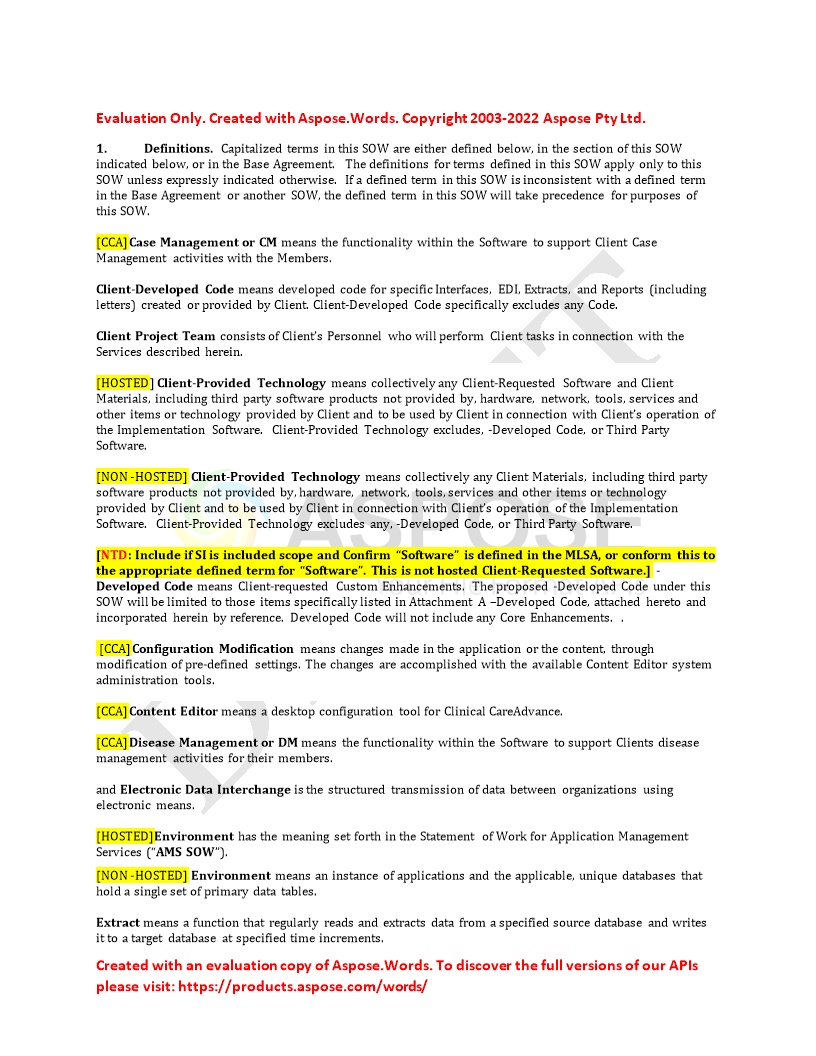 Evaluation Only. Created with Aspose.Words. Copyright 2003-2022 Aspose Pty Ltd.
1. Definitions. Capitalized terms in this SOW are either defined below, in the section of this SOW
indicated below, or in the Base Agreement. The definitions for terms defined in this SOW apply only to this
SOW unless expressly indicated otherwise. If a defined term in this SOW is inconsistent with a defined term
in the Base Agreement or another SOW, the defined term in this SOW will take precedence for purposes of
this SOW.
[CCA]Case Management or CM means the functionality within the Software to support Client Case
Management activities with the Members.
Client-Developed Code means developed code for specific Interfaces, EDI, Extracts, and Reports (including
letters) created or provided by Client. Client-Developed Code specifically excludes any Code.
Client Project Team consists of Client's Personnel who will perform Client tasks in connection with the
Services described herein.
[HOSTED] Client-Provided Technology means collectively any Client-Requested Software and Client
Materials, including third party software products not provided by, hardware, network, tools, services and
other items or technology provided by Client and to be used by Client in connection with Client's operation of
the Implementation Software. Client-Provided Technology excludes, -Developed Code, or Third Party
Software.
[NON-HOSTED] Client-Provided Technology means collectively any Client Materials, including third party
software products not provided by, hardware, network, tools, services and other items or technology
provided by Client and to be used by Client in connection with Client's operation of the Implementation
Software. Client-Provided Technology excludes any, -Developed Code, or Third Party Software.
ASPOSE
[NTD: Include if SI is included scope and Confirm “Software” is defined in the MLSA, or conform this to
the appropriate defined term for “Software”. This is not hosted Client-Requested Software.] -
Developed Code means Client-requested Custom Enhancements. The proposed -Developed Code under this
SOW will be limited to those items specifically listed in Attachment A –Developed Code, attached hereto and
incorporated herein by reference. Developed Code will not include any Core Enhancements. .
[CCA]Configuration Modification means changes made in the application or the content, through
modification of pre-defined settings. The changes are accomplished with the available Content Editor system
administration tools.
[CCA]Content Editor means a desktop configuration tool for Clinical CareAdvance.
[CCA]Disease Management or DM means the functionality within the Software to support Clients disease
management activities for their members.
and Electronic Data Interchange is the structured transmission of data between organizations using
electronic means.
[HOSTED]Environment has the meaning set forth in the Statement of Work for Application Management
Services (“AMS SOW”).
[NON-HOSTED] Environment means an instance of applications and the applicable, unique databases that
hold a single set of primary data tables.
Extract means a function that regularly reads and extracts data from a specified source database and writes
it to a target database at specified time increments.
Created with an evaluation copy of Aspose.Words. To discover the full versions of our APIs
please visit: https://products.aspose.com/words/